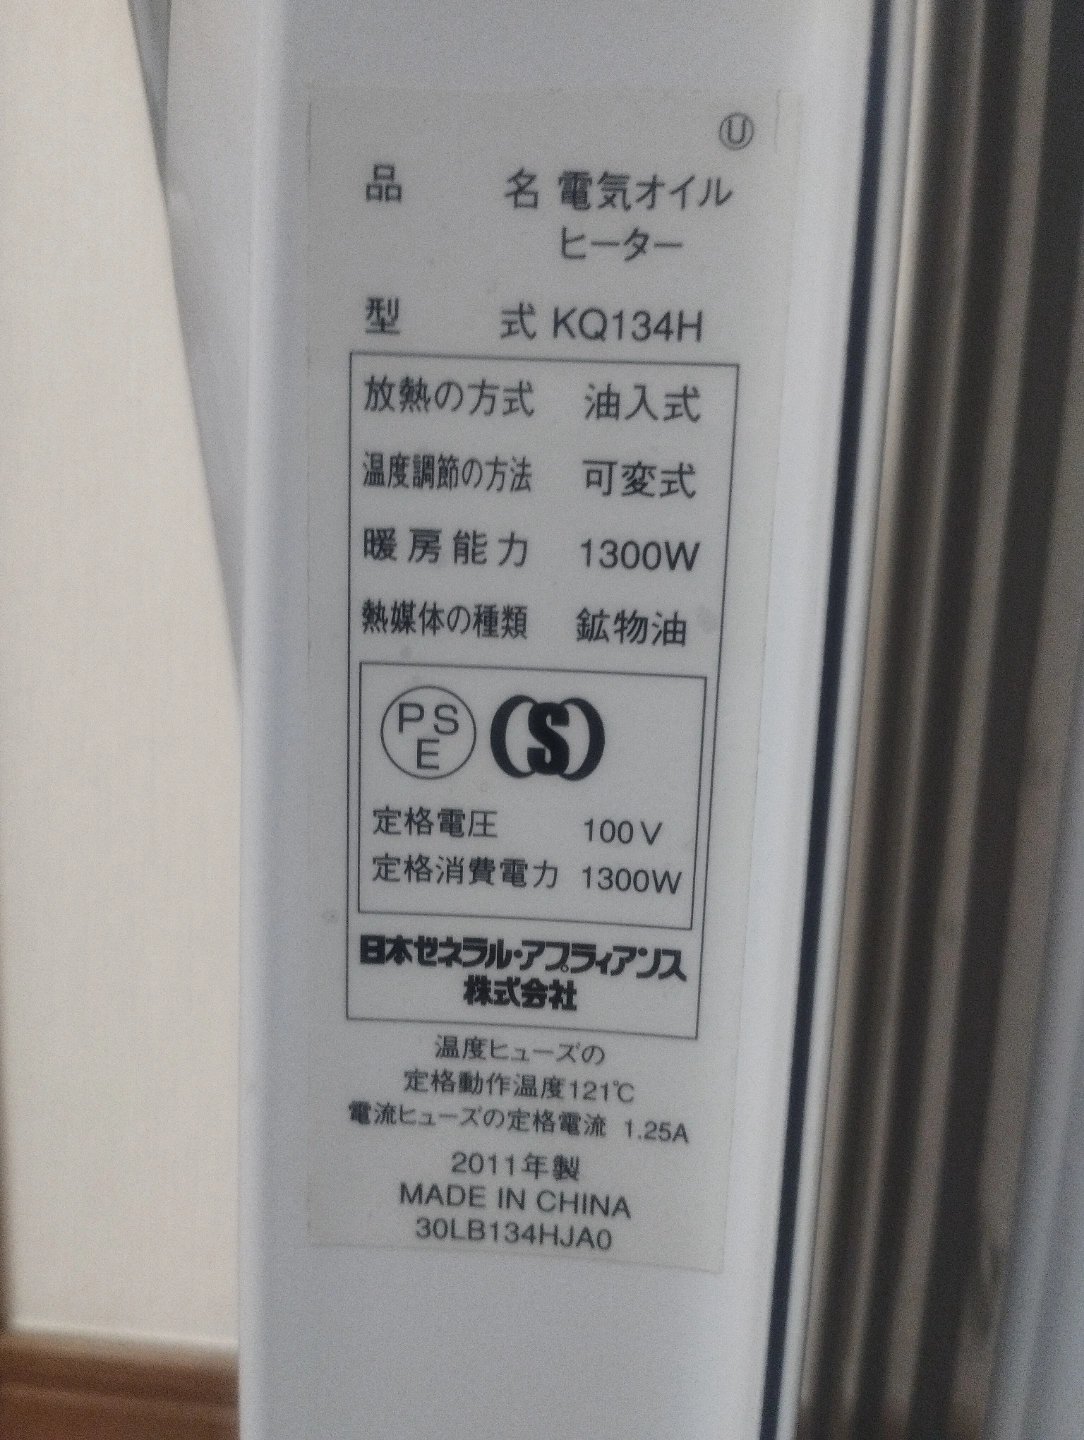 Ⓤ
品 名 電気オイル
ヒーター
型 式 KQ134H
放熱の方式 油入式
温度調節の方法 可変式
暖房能力 1300W
熱媒体の種類 鉱物油
PS
E
(S)
定格電圧 100V
定格消費電力 1300W
日本ゼネラル・アプライアンス
株式会社
温度ヒューズの
定格動作温度121℃
電流ヒューズの定格電流 1.25A
2011年製
MADE IN CHINA
30LB134HJA0